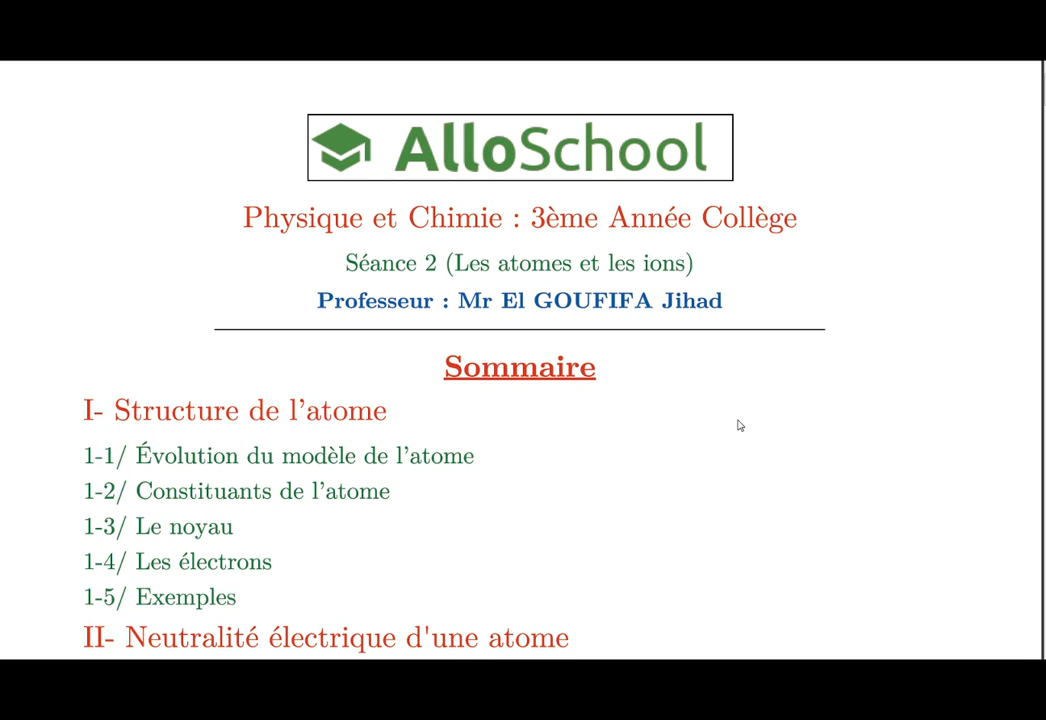 AlloSchool
Physique et Chimie : 3ème Année Collège
Séance 2 (Les atomes et les ions)
Professeur : Mr El GOUFIFA Jihad
Sommaire
I- Structure de l'atome
1-1/ Évolution du modèle de l'atome
1-2/ Constituants de l'atome
1-3/ Le noyau
1-4/ Les électrons
1-5/ Exemples
II- Neutralité électrique d'une atome